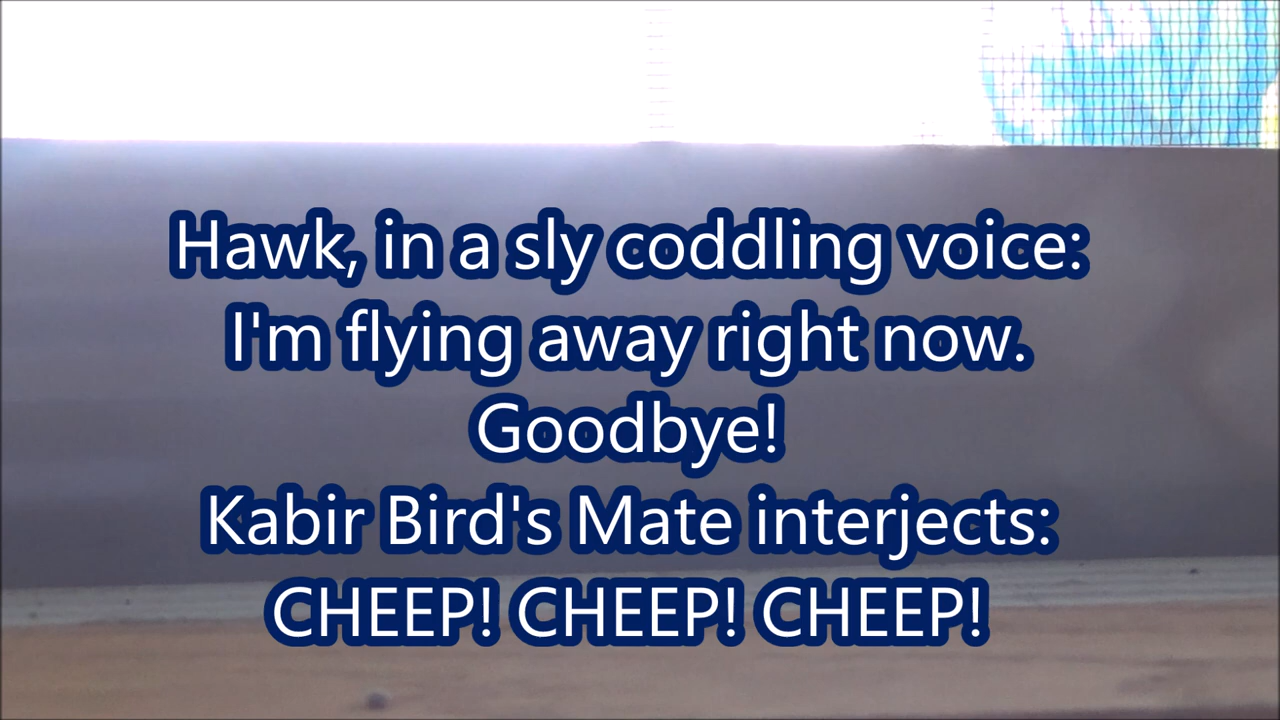 Hawk, in a sly coddling voice:
I'm flying away right now.
Goodbye!
Kabir Bird's Mate interjects:
CHEEP! CHEEP! CHEEP!